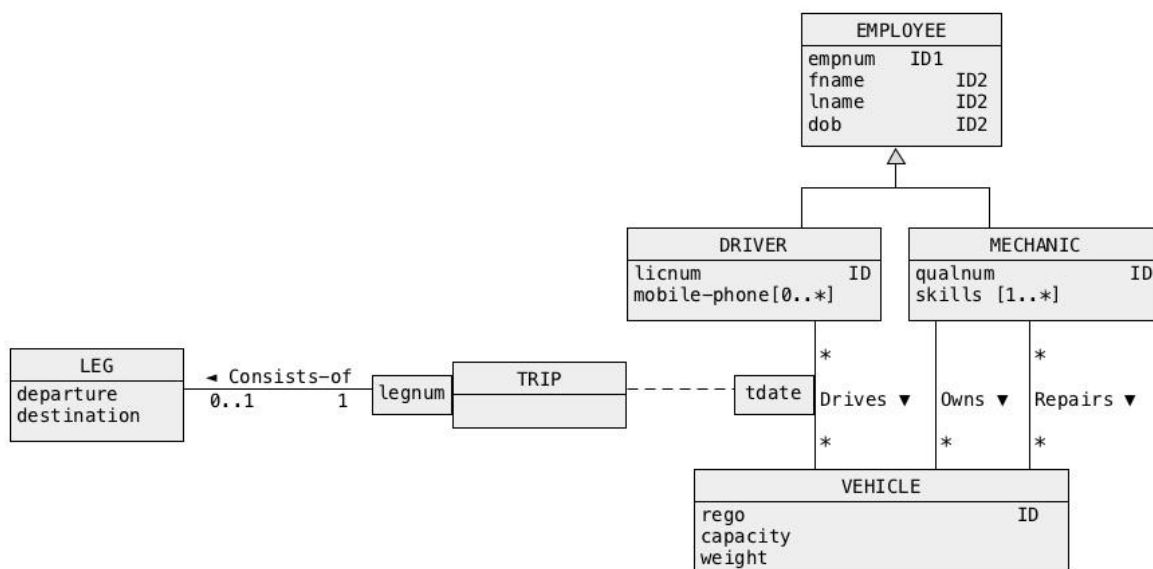 EMPLOYEE
empnum ID1
fname ID2
lname ID2
dob ID2
DRIVER
licnum ID
mobile-phone[0..*]
MECHANIC
qualnum ID
skills [1..*]
LEG
departure
destination
◄ Consists-of
0..1 1
legnum
TRIP
tdate
* * *
Drives ▼ Owns ▼ Repairs ▼
* * *
VEHICLE
rego ID
capacity
weight